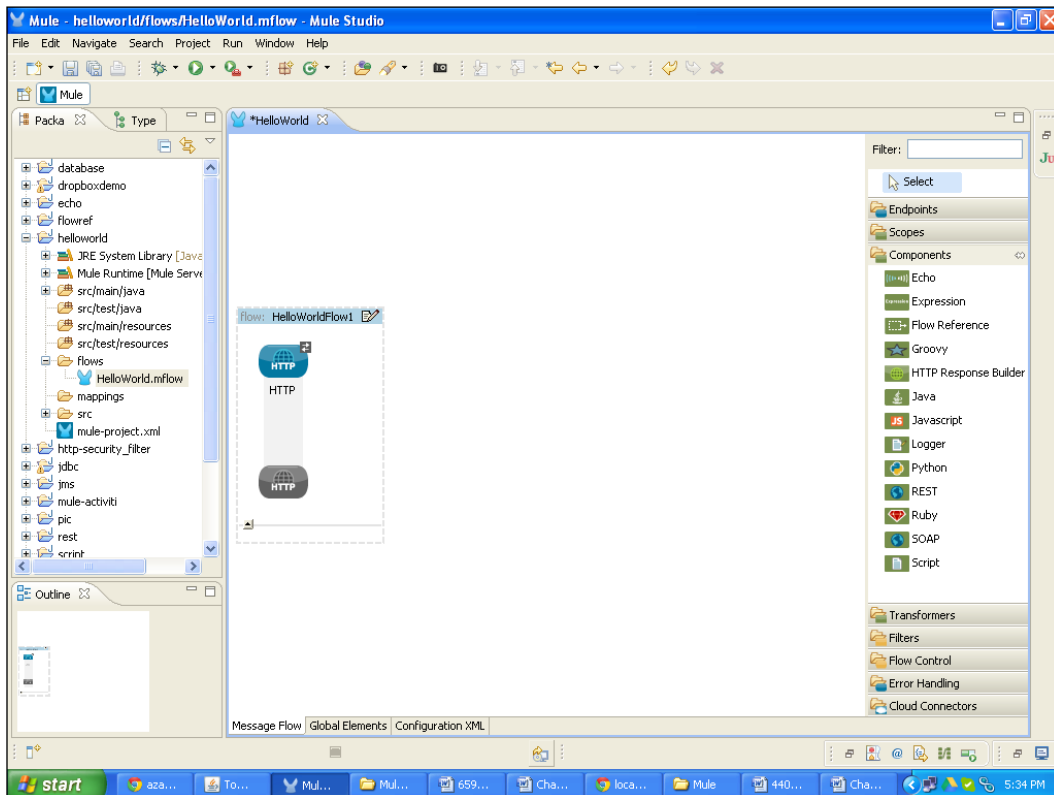 Mule - helloworld/flows/HelloWorld.mflow - Mule Studio
File Edit Navigate Search Project Run Window Help
Mule
Packa
Type
*HelloWorld
database
dropboxdemo
echo
flowref
helloworld
JRE System Library [Java
Mule Runtime [Mule Serve
src/main/java
src/test/java
src/main/resources
src/test/resources
flows
HelloWorld.mflow
mappings
src
mule-project.xml
http-security_filter
jdbc
jms
mule-activiti
pic
rest
script
Outline
flow: HelloWorldFlow1
HTTP
HTTP
HTTP
Message Flow Global Elements Configuration XML
Filter:
Select
Endpoints
Scopes
Components
Echo
Expression
Expression
Flow Reference
Groovy
HTTP Response Builder
Java
JS Javascript
Logger
Python
REST
Ruby
SOAP
Script
Transformers
Filters
Flow Control
Error Handling
Cloud Connectors
Ju
start
aza...
To...
Mul...
Mul...
659...
Cha...
loca...
Mule
440...
Cha...
5:34 PM